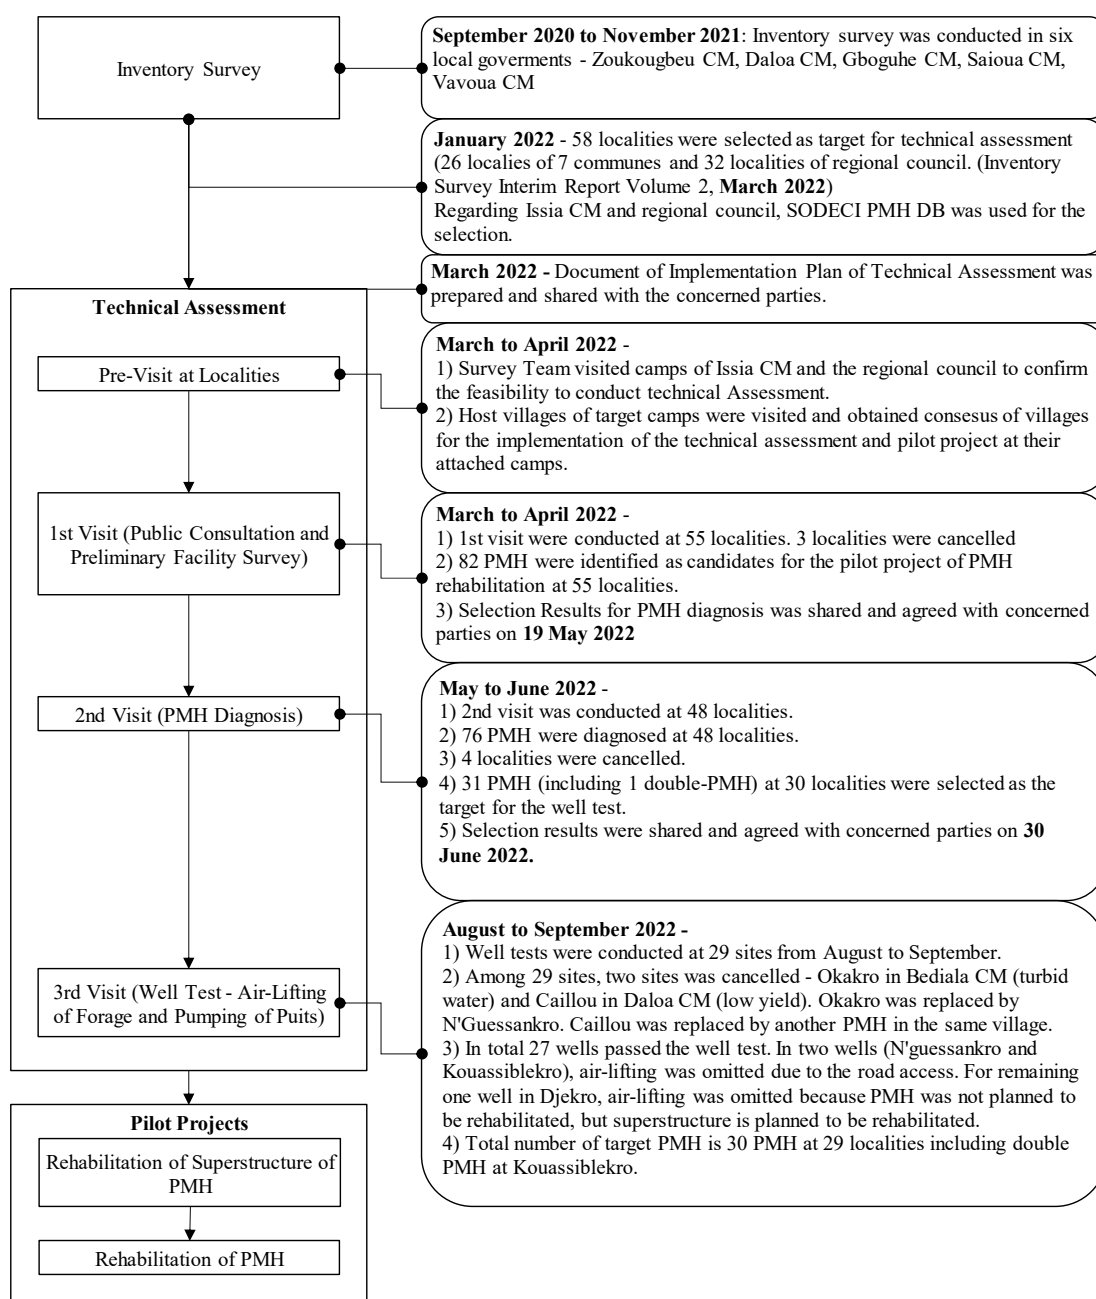 Inventory Survey
September 2020 to November 2021: Inventory survey was conducted in six
local goverments - Zoukougbeu CM, Daloa CM, Gboguhe CM, Saioua CM,
Vavoua CM
January 2022 - 58 localities were selected as target for technical assessment
(26 localies of 7 communes and 32 localities of regional council. (Inventory
Survey Interim Report Volume 2, March 2022)
Regarding Issia CM and regional council, SODECI PMH DB was used for the
selection.
March 2022 - Document of Implementation Plan of Technical Assessment was
prepared and shared with the concerned parties.
Technical Assessment
Pre-Visit at Localities
March to April 2022 -
1) Survey Team visited camps of Issia CM and the regional council to confirm
the feasibility to conduct technical Assessment.
2) Host villages of target camps were visited and obtained consesus of villages
for the implementation of the technical assessment and pilot project at their
attached camps.
1st Visit (Public Consultation and
Preliminary Facility Survey)
March to April 2022 -
1) 1st visit were conducted at 55 localities. 3 localities were cancelled
2) 82 PMH were identified as candidates for the pilot project of PMH
rehabilitation at 55 localities.
3) Selection Results for PMH diagnosis was shared and agreed with concerned
parties on 19 May 2022
2nd Visit (PMH Diagnosis)
May to June 2022 -
1) 2nd visit was conducted at 48 localities.
2) 76 PMH were diagnosed at 48 localities.
3) 4 localities were cancelled.
4) 31 PMH (including 1 double-PMH) at 30 localities were selected as the
target for the well test.
5) Selection results were shared and agreed with concerned parties on 30
June 2022.
3rd Visit (Well Test - Air-Lifting
of Forage and Pumping of Puits)
August to September 2022 -
1) Well tests were conducted at 29 sites from August to September.
2) Among 29 sites, two sites was cancelled - Okakro in Bediala CM (turbid
water) and Caillou in Daloa CM (low yield). Okakro was replaced by
N'Guessankro. Caillou was replaced by another PMH in the same village.
3) In total 27 wells passed the well test. In two wells (N'guessankro and
Kouassiblekro), air-lifting was omitted due to the road access. For remaining
one well in Djekro, air-lifting was omitted because PMH was not planned to
be rehabilitated, but superstructure is planned to be rehabilitated.
4) Total number of target PMH is 30 PMH at 29 localities including double
PMH at Kouassiblekro.
Pilot Projects
Rehabilitation of Superstructure of
PMH
Rehabilitation of PMH